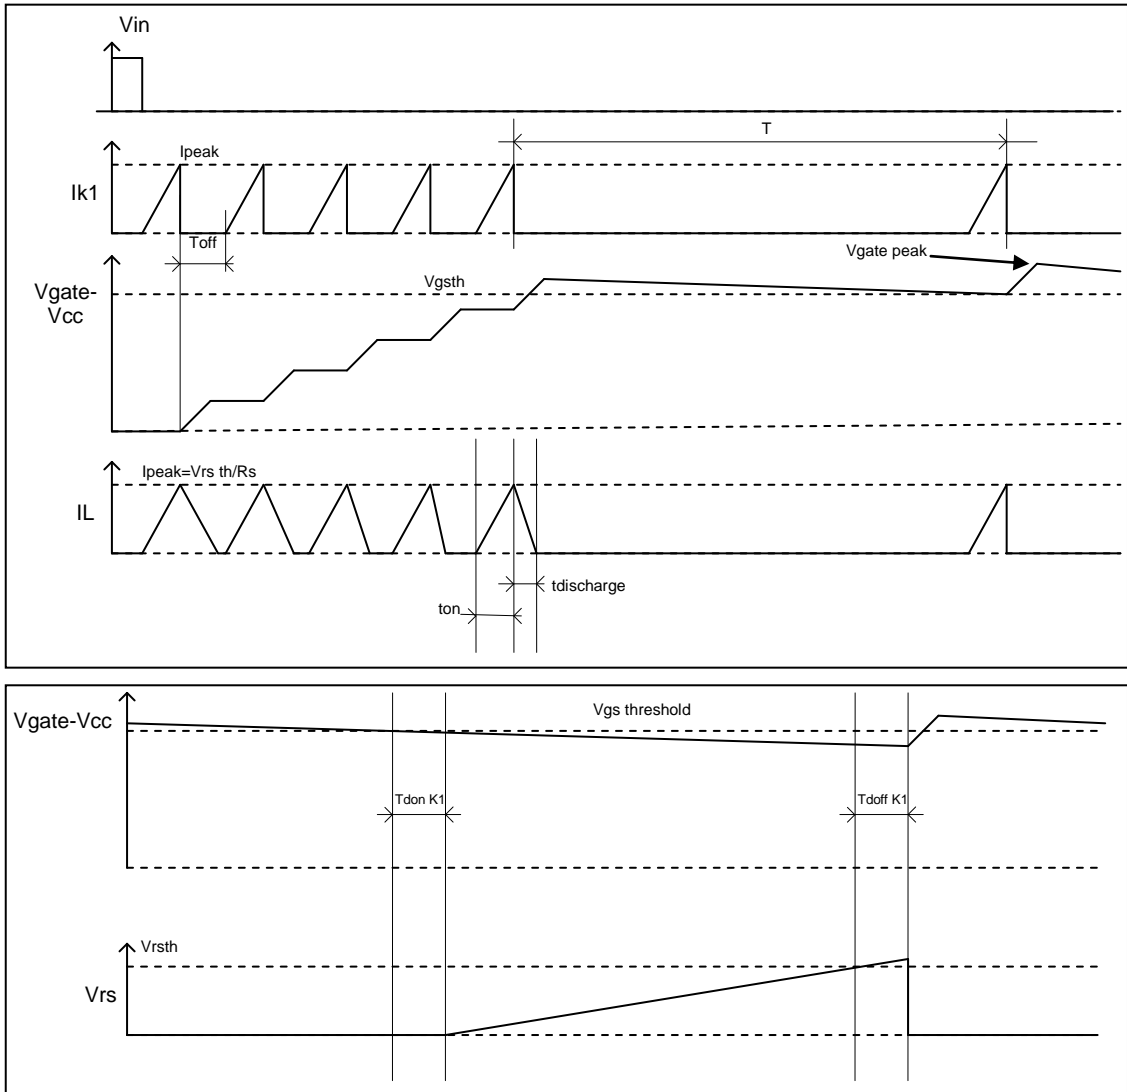 Vin
T
Ipeak
Ik1
Toff
Vgate peak
Vgsth
Vgate-
Vcc
Ipeak=Vrs th/Rs
IL
tdischarge
ton
Vgate-Vcc
Vgs threshold
Tdon K1
Tdoff K1
Vrsth
Vrs